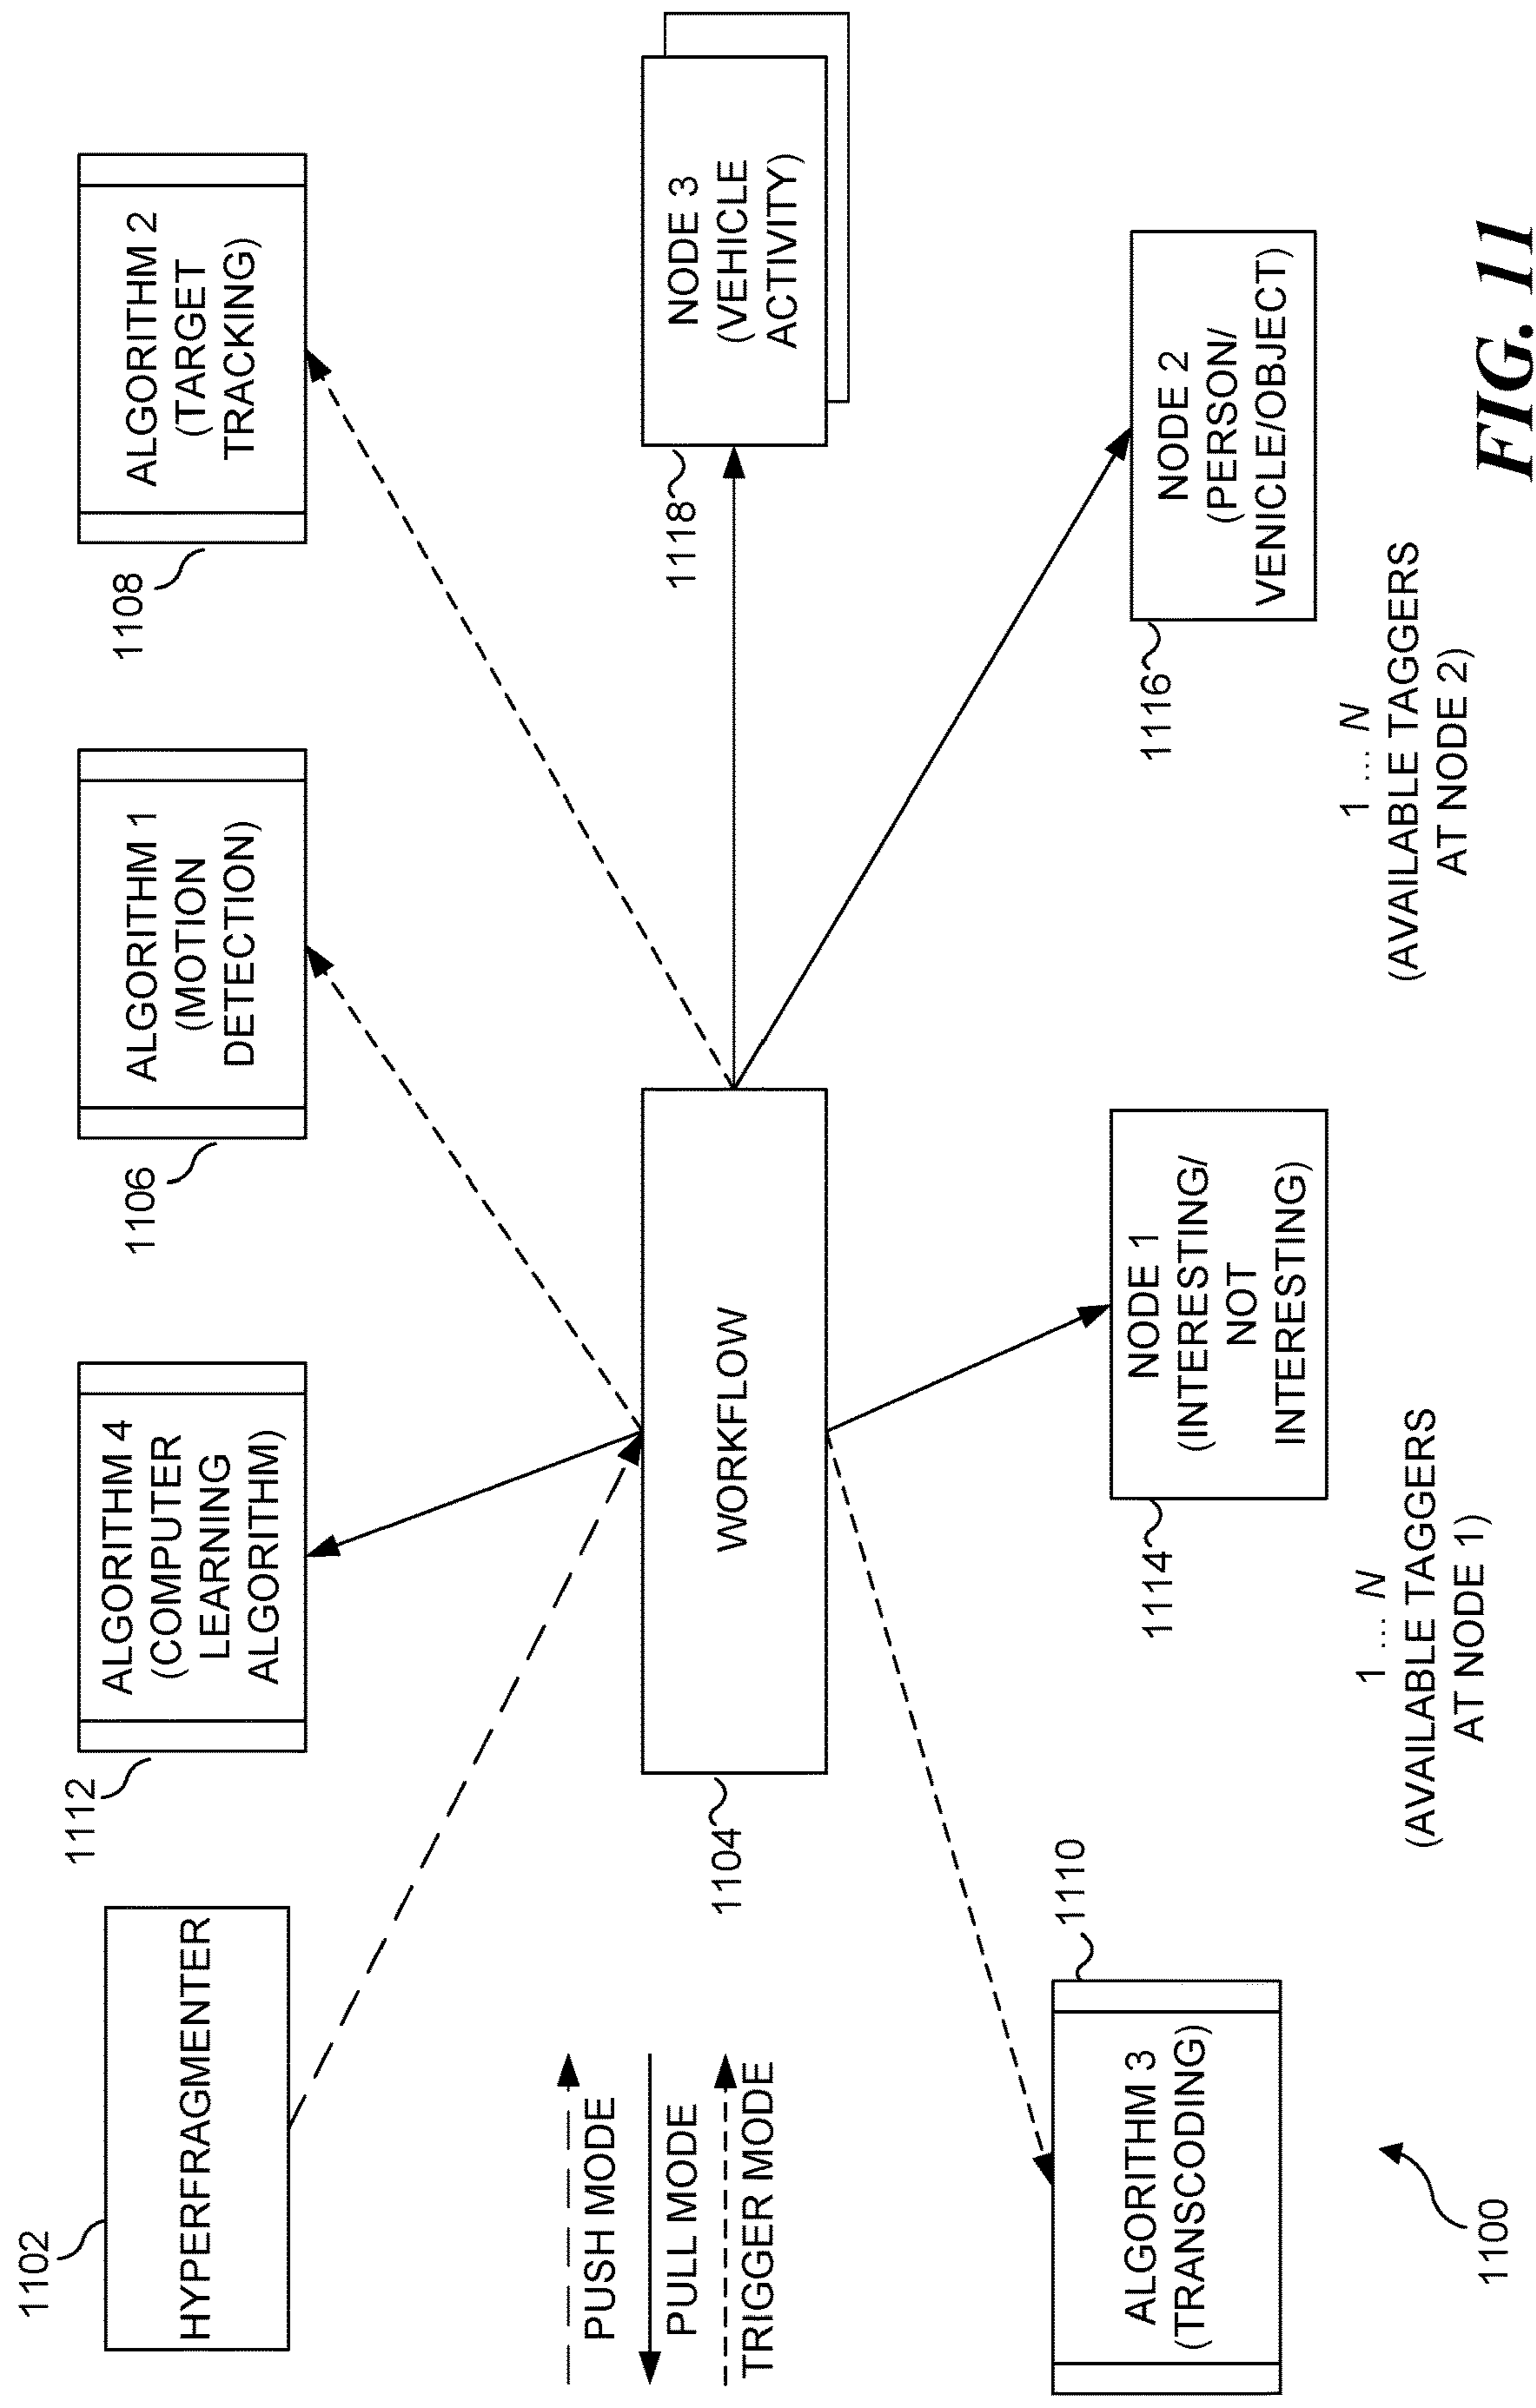 1102
HYPERFRAGMENTER
1112
ALGORITHM 4
(COMPUTER
LEARNING
ALGORITHM)
1106
ALGORITHM 1
(MOTION
DETECTION)
1108
ALGORITHM 2
(TARGET
TRACKING)
PUSH MODE
PULL MODE
TRIGGER MODE
1104
WORKFLOW
1118
NODE 3
(VEHICLE
ACTIVITY)
1110
ALGORITHM 3
(TRANSCODING)
1114
NODE 1
(INTERESTING/
NOT
INTERESTING)
1116
NODE 2
(PERSON/
VENICLE/OBJECT)
1 ... N
(AVAILABLE TAGGERS
AT NODE 1)
1 ... N
(AVAILABLE TAGGERS
AT NODE 2)
1100
FIG. 11